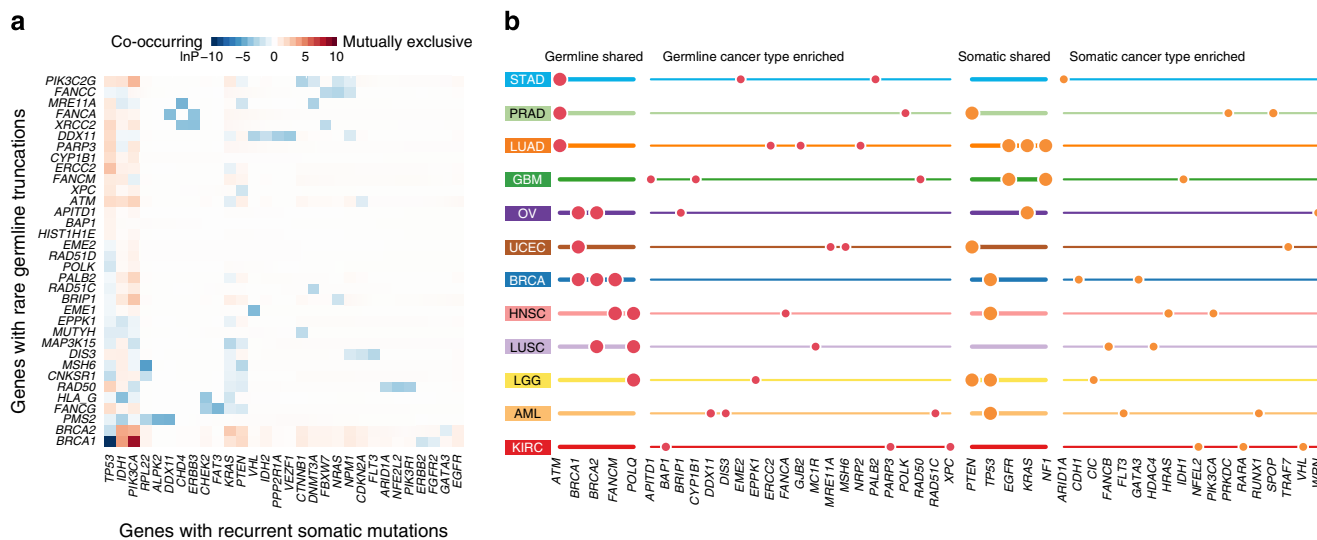 a
Co-occurring
Mutually exclusive
lnP−10 −5 0 5 10
Genes with rare germline truncations
PIK3C2G
FANCC
MRE11A
FANCA
XRCC2
DDX11
PARP3
CYP1B1
ERCC2
FANCM
XPC
ATM
APITD1
BAP1
HIST1H1E
EME2
RAD51D
POLK
PALB2
RAD51C
BRIP1
EME1
EPPK1
MUTYH
MAP3K15
DIS3
MSH6
CNKSR1
RAD50
HLA_G
FANCG
PMS2
BRCA2
BRCA1
TP53
IDH1
PIK3CA
RPL22
ALPK2
DDX11
CHD4
ERBB3
CHEK2
FAT3
KRAS
PTEN
TVHL
IDH2
PPP2R1A
VEZF1
CTNNB1
DNMT3A
FBXW7
NRAS
NPM1
CDKN2A
FLT3
ARID1A
NFE2L2
PIK3R1
ERBB2
EGFR2
GATA3
EGFR
Genes with recurrent somatic mutations
b
Germline shared
Germline cancer type enriched
Somatic shared
Somatic cancer type enriched
STAD
PRAD
LUAD
GBM
OV
UCEC
BRCA
HNSC
LUSC
LGG
AML
KIRC
ATM
BRCA1
BRCA2
FANCM
POLQ
APITD1
BAP1
BRIP1
CYP1B1
DDX11
DIS3
EME2
EPPK1
ERCC2
FANCA
GJB2
MC1R
MRE11A
MSH6
NRP2
PALB2
PARP3
POLK
RAD50
RAD51C
XPC
PTEN
TP53
EGFR
KRAS
NF1
ARID1A
CDH1
CIC
FANCB
FLT3
GATA3
HDAC4
HRAS
IDH1
NFEL2
PIK3CA
PRKDC
RARA
RUNX1
SPOP
TRAF7
VHL